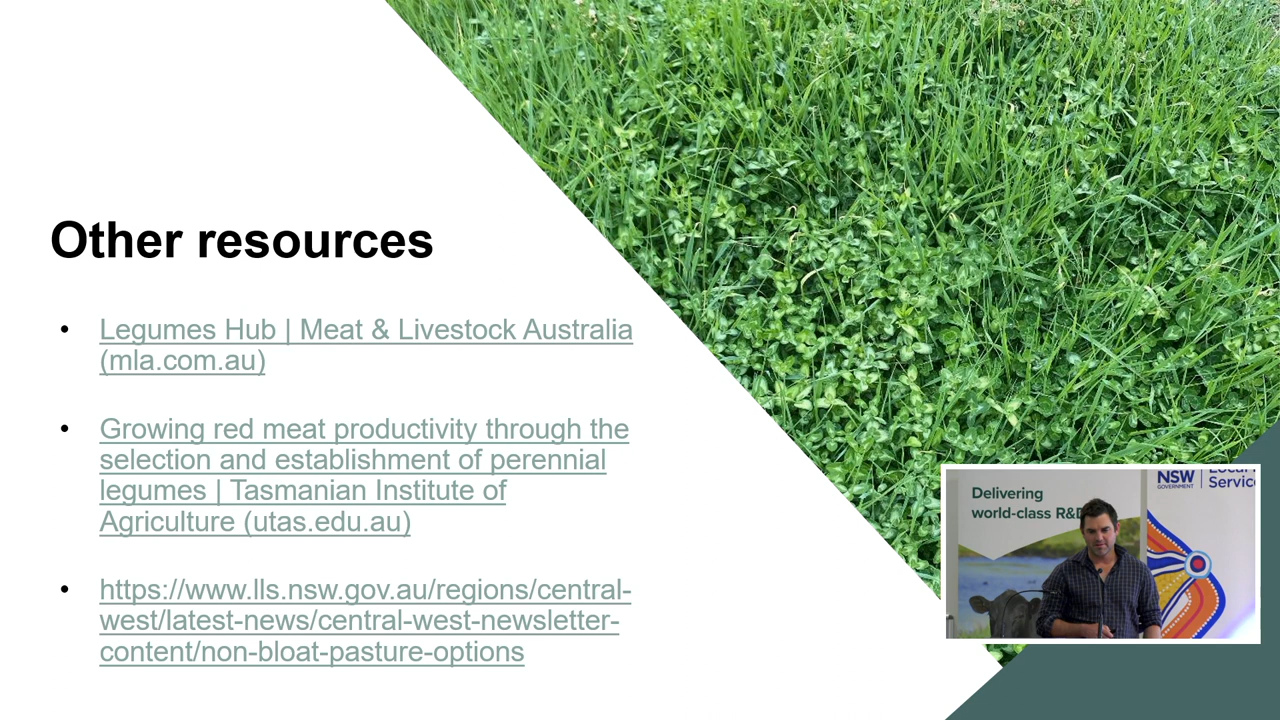 Other resources
• Legumes Hub | Meat & Livestock Australia
(mla.com.au)
• Growing red meat productivity through the
selection and establishment of perennial
legumes | Tasmanian Institute of
Agriculture (utas.edu.au)
• https://www.lls.nsw.gov.au/regions/central-
west/latest-news/central-west-newsletter-
content/non-bloat-pasture-options
Delivering
world-class R&D
NSW
GOVERNMENT
Local
Service